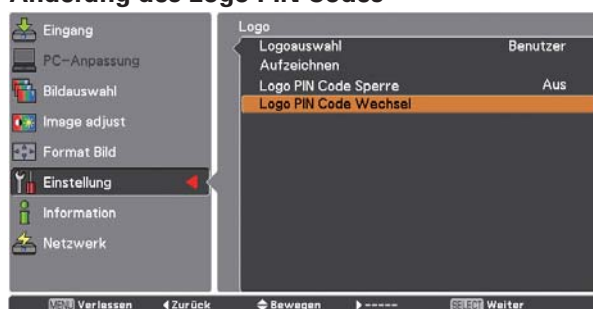 Änderung des Logo PIN Codes
Eingang
PC-Anpassung
Bildauswahl
Image adjust
Format Bild
Einstellung
Information
Netzwerk
Logo
Logoauswahl Benutzer
Aufzeichnen
Logo PIN Code Sperre Aus
Logo PIN Code Wechsel
MENU Verlassen Zurück Bewegen ----- SELECT Weiter